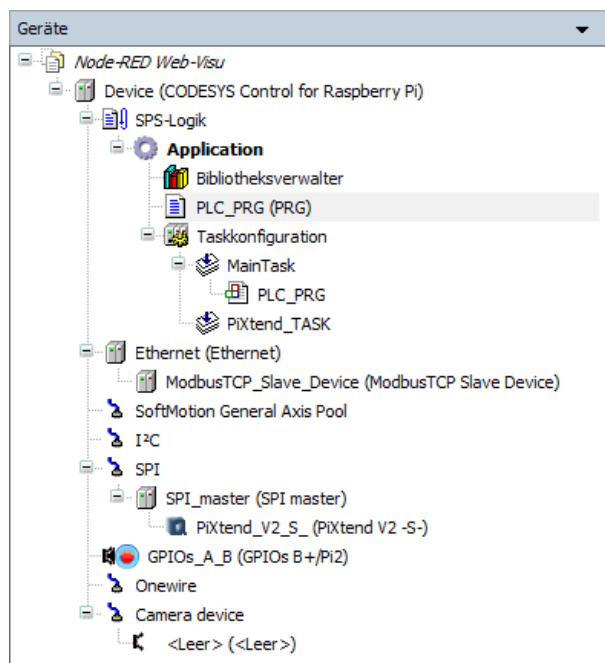 Geräte
Node-RED Web-Visu
Device (CODESYS Control for Raspberry Pi)
SPS-Logik
Application
Bibliotheksverwalter
PLC_PRG (PRG)
Taskkonfiguration
MainTask
PLC_PRG
PiXtend_TASK
Ethernet (Ethernet)
ModbusTCP_Slave_Device (ModbusTCP Slave Device)
SoftMotion General Axis Pool
I²C
SPI
SPI_master (SPI master)
PiXtend_V2_S_ (PiXtend V2 -S-)
GPIOs_A_B (GPIOs B+/Pi2)
Onewire
Camera device
<Leer> (<Leer>)